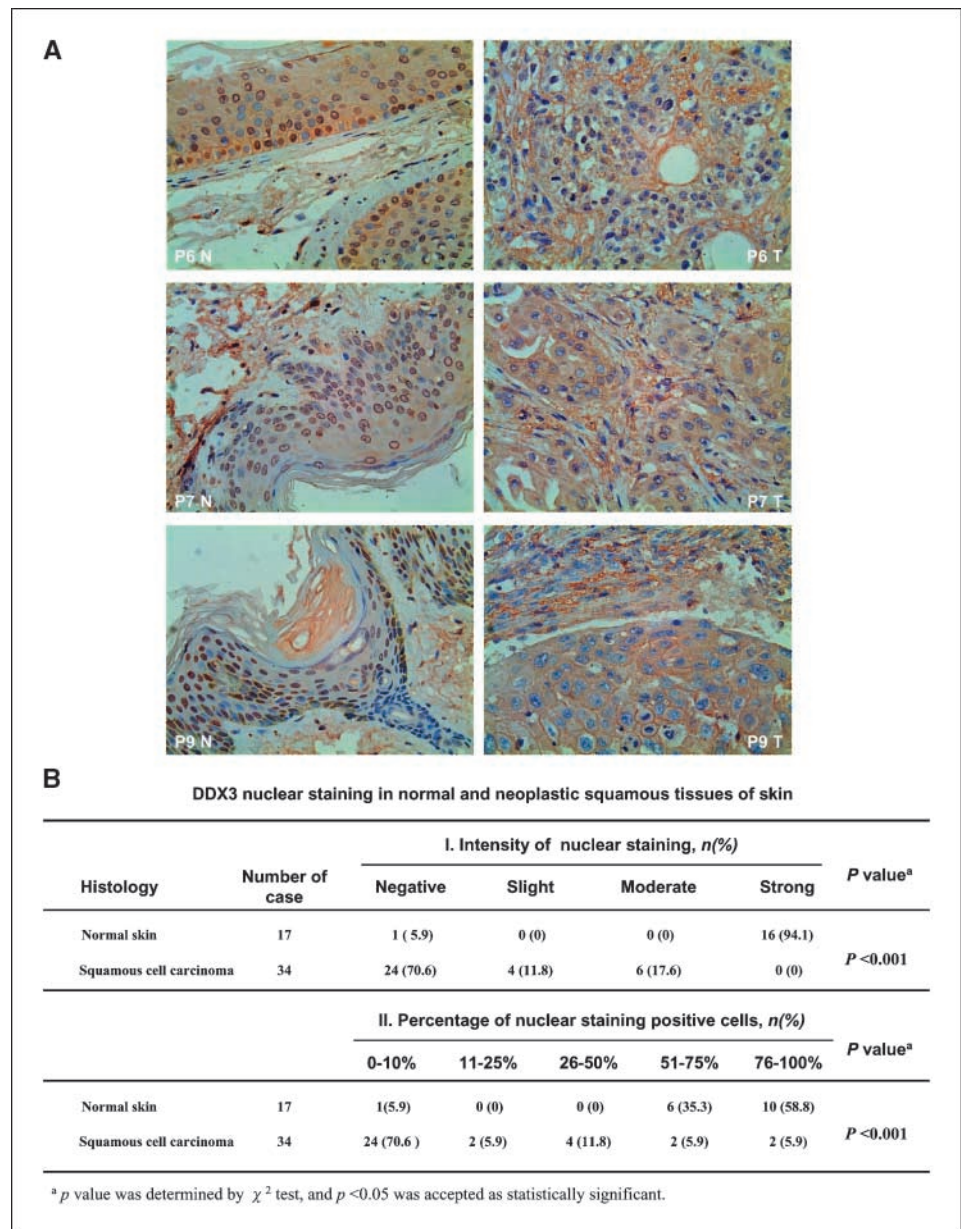 A
P6 N
P6 T
P7 N
P7 T
P9 N
P9 T
B
DDX3 nuclear staining in normal and neoplastic squamous tissues of skin
I. Intensity of nuclear staining, n(%)
Histology Number of case Negative Slight Moderate Strong P valueᵃ
Normal skin 17 1 ( 5.9) 0 (0) 0 (0) 16 (94.1)
P <0.001
Squamous cell carcinoma 34 24 (70.6) 4 (11.8) 6 (17.6) 0 (0)
II. Percentage of nuclear staining positive cells, n(%)
P valueᵃ
0-10% 11-25% 26-50% 51-75% 76-100%
Normal skin 17 1(5.9) 0 (0) 0 (0) 6 (35.3) 10 (58.8)
P <0.001
Squamous cell carcinoma 34 24 (70.6 ) 2 (5.9) 4 (11.8) 2 (5.9) 2 (5.9)
ᵃ p value was determined by χ² test, and p <0.05 was accepted as statistically significant.